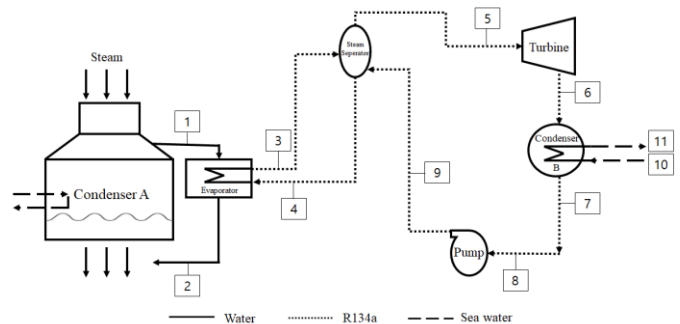 Steam
1
Condenser A
Evaporator
2
3
4
Steam
Seperator
5
Turbine
6
Condenser
B
11
10
7
8
Pump
9
Water
R134a
Sea water